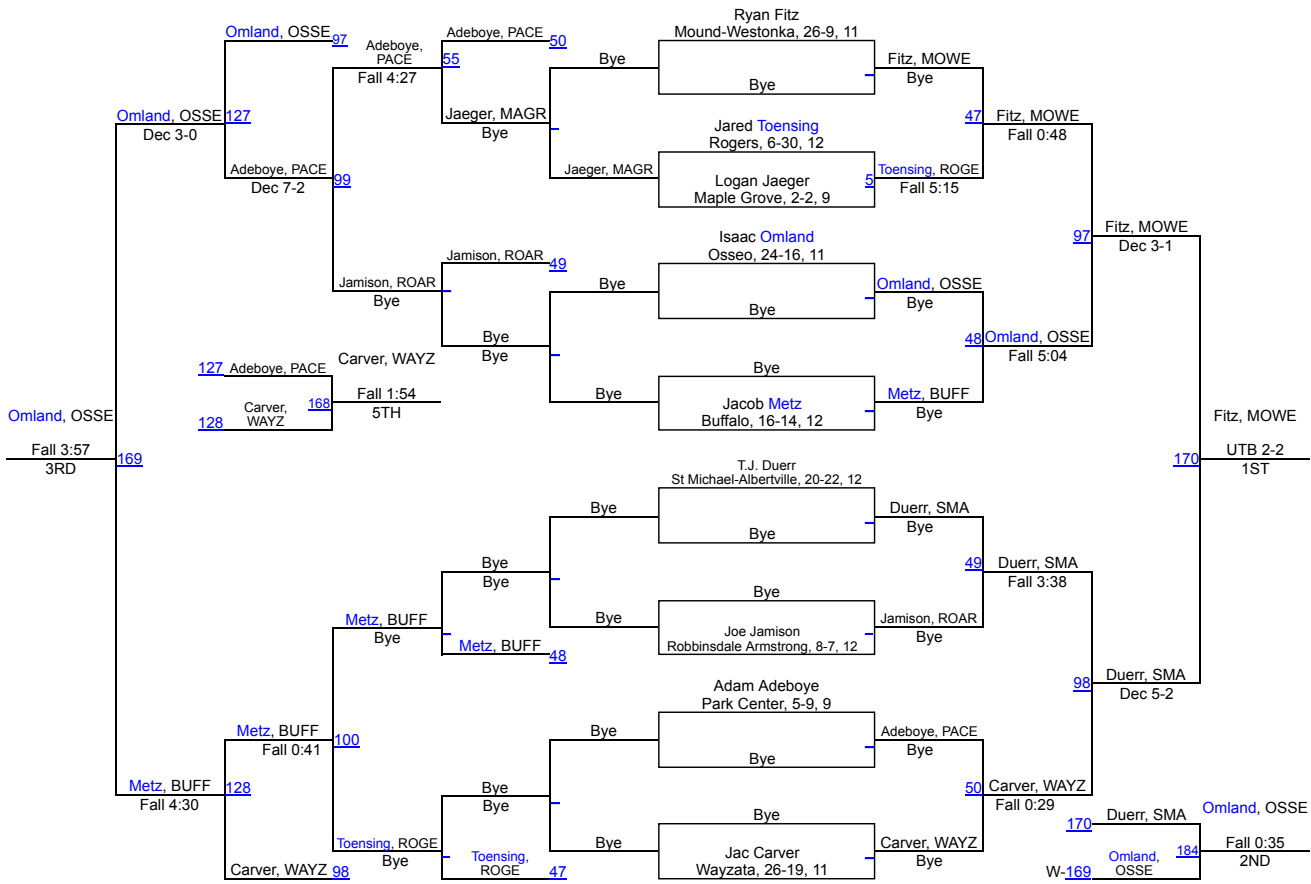 Ryan Fitz
Mound-Westonka, 26-9, 11
Omland, OSSE
97
Adeboye, PACE
50
Adeboye,
PACE
55
Fall 4:27
Bye
Bye
Fitz, MOWE
Bye
Omland, OSSE
127
Dec 3-0
Jaeger, MAGR
Bye
47
Fitz, MOWE
Fall 0:48
Jared Toensing
Rogers, 6-30, 12
Adeboye, PACE
Dec 7-2
99
Jaeger, MAGR
Logan Jaeger
Maple Grove, 2-2, 9
5
Toensing, ROGE
Fall 5:15
97
Fitz, MOWE
Dec 3-1
Isaac Omland
Osseo, 24-16, 11
Jamison, ROAR
49
Jamison, ROAR
Bye
Bye
Bye
Omland, OSSE
Bye
Bye
Bye
48
Omland, OSSE
Fall 5:04
127
Adeboye, PACE
Carver, WAYZ
Bye
Bye
Jacob Metz
Buffalo, 16-14, 12
Metz, BUFF
Bye
Carver,
WAYZ
128
168
Fall 1:54
5TH
Omland, OSSE
Fall 3:57
3RD
169
Fitz, MOWE
170
UTB 2-2
1ST
T.J. Duerr
St Michael-Albertville, 20-22, 12
Bye
Bye
Duerr, SMA
Bye
Bye
Bye
49
Duerr, SMA
Fall 3:38
Bye
Bye
Joe Jamison
Robbinsdale Armstrong, 8-7, 12
Jamison, ROAR
Bye
Metz, BUFF
Bye
Metz, BUFF
48
98
Duerr, SMA
Dec 5-2
Adam Adeboye
Park Center, 5-9, 9
Metz, BUFF
Fall 0:41
100
Bye
Bye
Adeboye, PACE
Bye
Metz, BUFF
128
Fall 4:30
Bye
Bye
50
Carver, WAYZ
Fall 0:29
Bye
Bye
Jac Carver
Wayzata, 26-19, 11
Carver, WAYZ
Bye
Toensing, ROGE
Bye
Toensing,
ROGE
47
Carver, WAYZ
98
170
Duerr, SMA
Omland, OSSE
W-169
Omland,
OSSE
184
Fall 0:35
2ND